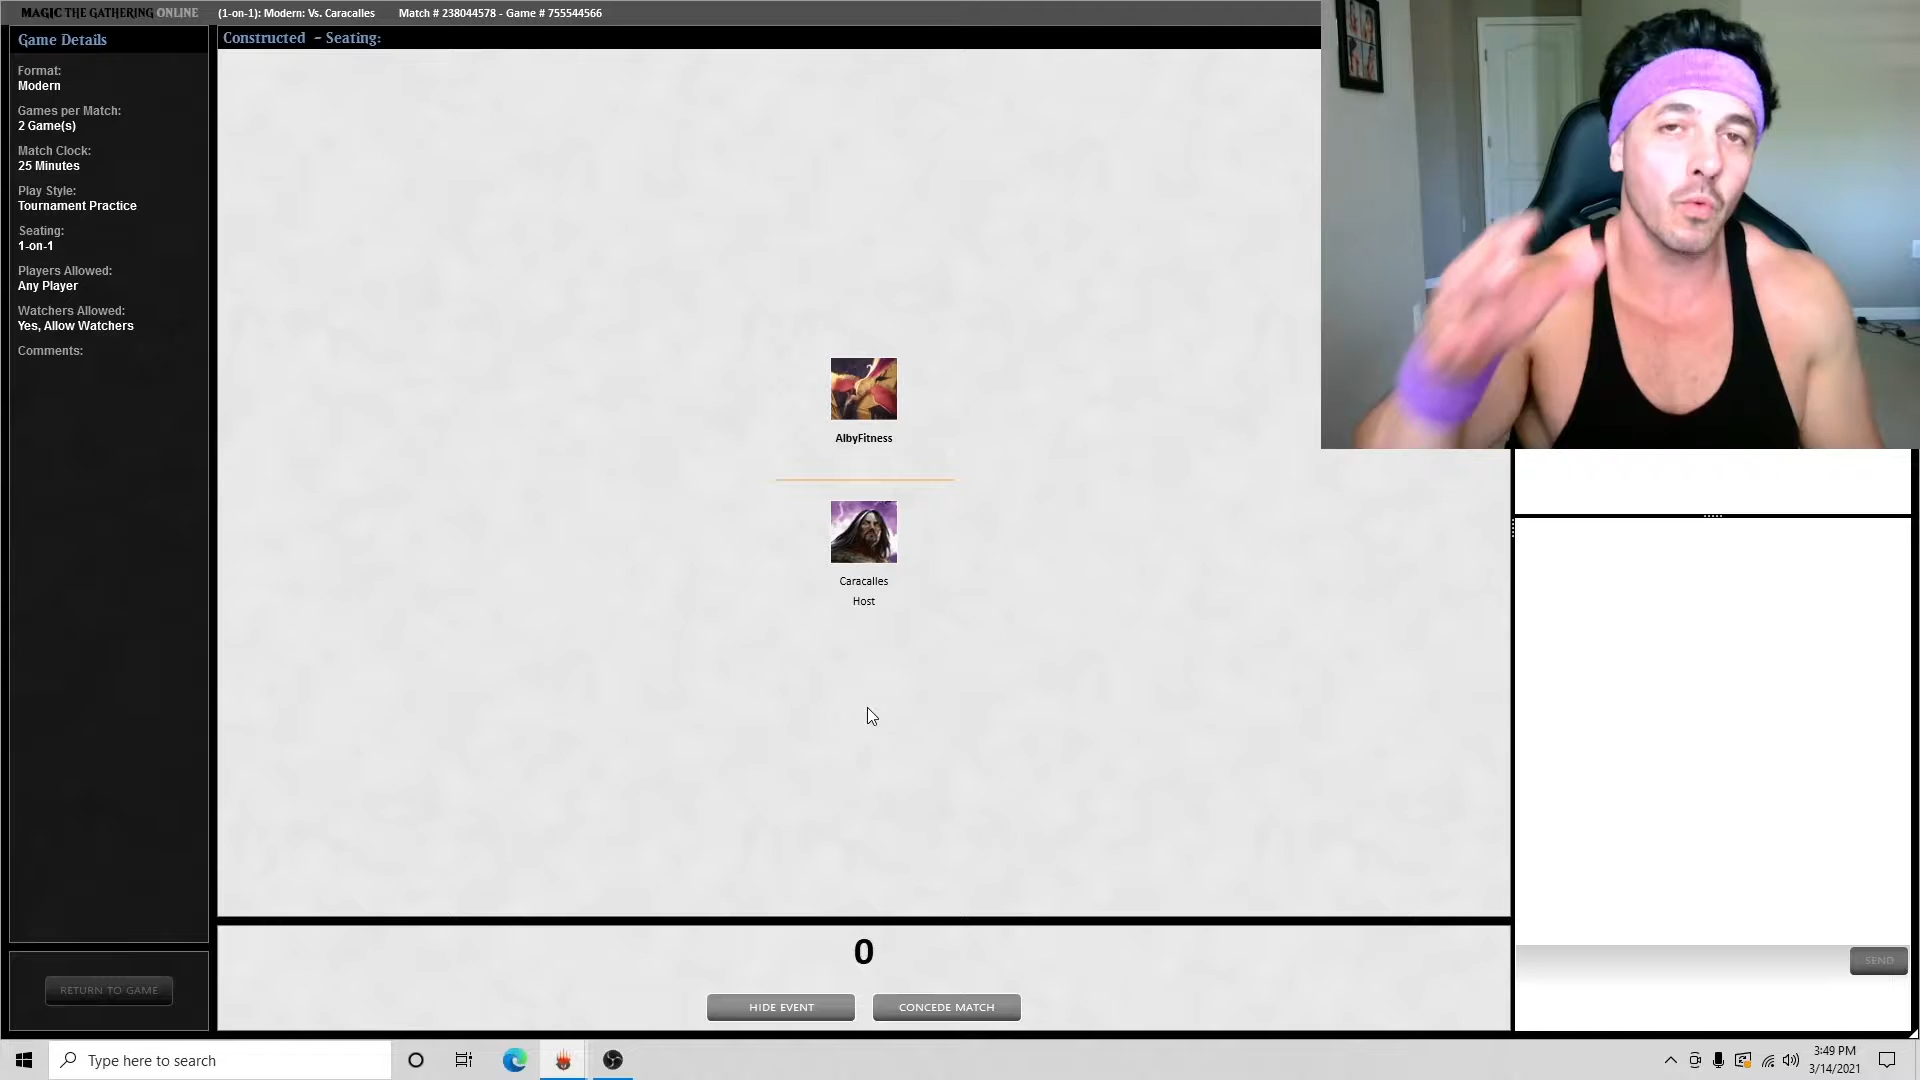 MAGIC THE GATHERING ONLINE
(1-on-1): Modern: Vs. Caracalles
Match # 238044578 - Game # 755544566
Game Details
Format:
Modern
Games per Match:
2 Game(s)
Match Clock:
25 Minutes
Play Style:
Tournament Practice
Seating:
1-on-1
Players Allowed:
Any Player
Watchers Allowed:
Yes, Allow Watchers
Comments:
RETURN TO GAME
Constructed - Seating:
AlbyFitness
Caracalles
Host
0
HIDE EVENT
CONCEDE MATCH
SEND
Type here to search
3:49 PM
3/14/2021